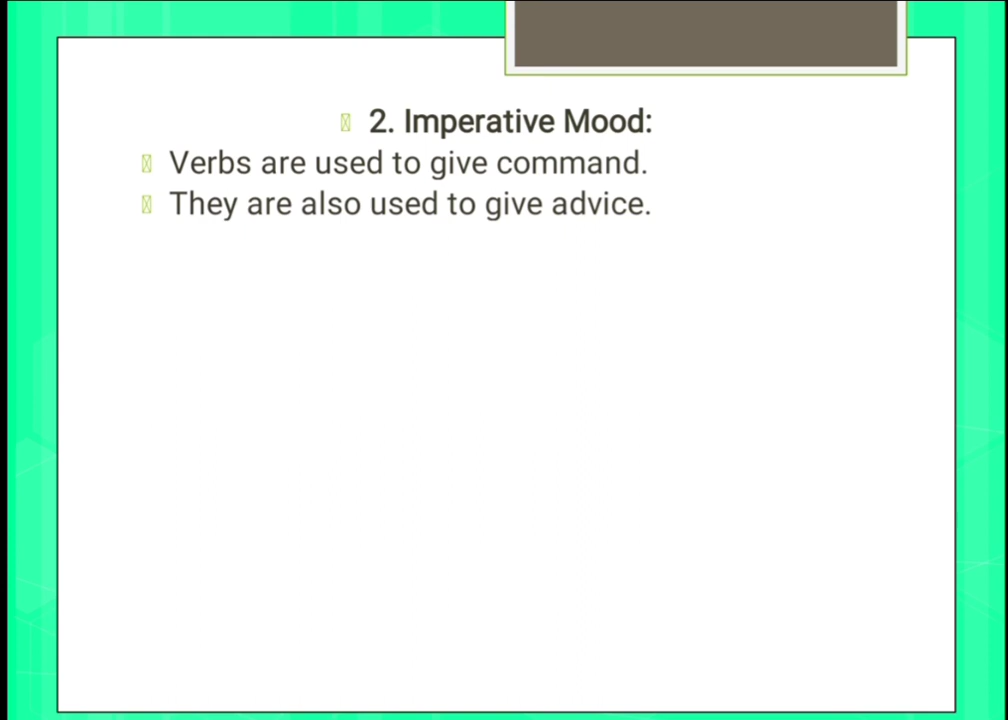 2. Imperative Mood:
Verbs are used to give command.
They are also used to give advice.